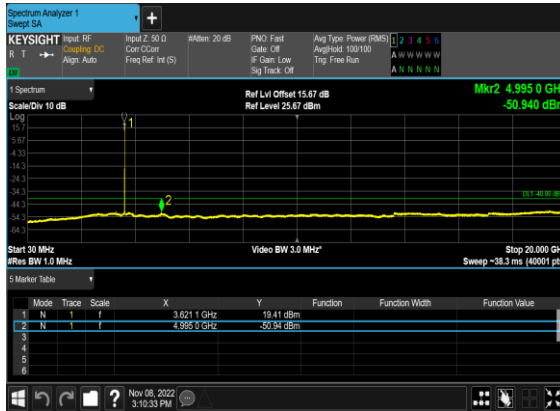 Spectrum Analyzer 1
Swept SA
KEYSIGHT
R T
Input: RF
Coupling: DC
Align: Auto
Input Z: 50 Ω
Corr CCorr
Freq Ref: Int (S)
#Atten: 20 dB
PNO: Fast
Gate: Off
IF Gain: Low
Sig Track: Off
Avg Type: Power (RMS)
Avg|Hold: 100/100
Trig: Free Run
1 2 3 4 5 6
A W W W W W
A N N N N N
1 Spectrum
Scale/Div 10 dB
Ref Lvl Offset 15.67 dB
Ref Level 25.67 dBm
Mkr2 4.995 0 GH
-50.940 dBm
Log
15.7
5.67
-4.33
-14.3
-24.3
-34.3
-44.3
-54.3
-64.3
1
2
Start 30 MHz
#Res BW 1.0 MHz
Video BW 3.0 MHz*
Stop 20.000 GH
Sweep ~38.3 ms (40001 pt
5 Marker Table
Mode Trace Scale X Y Function Function Width Function Value
1 N 1 f 3.621 1 GHz 19.41 dBm
2 N 1 f 4.995 0 GHz -50.94 dBm
3
4
5
6
?
Nov 08, 2022
3:10:33 PM